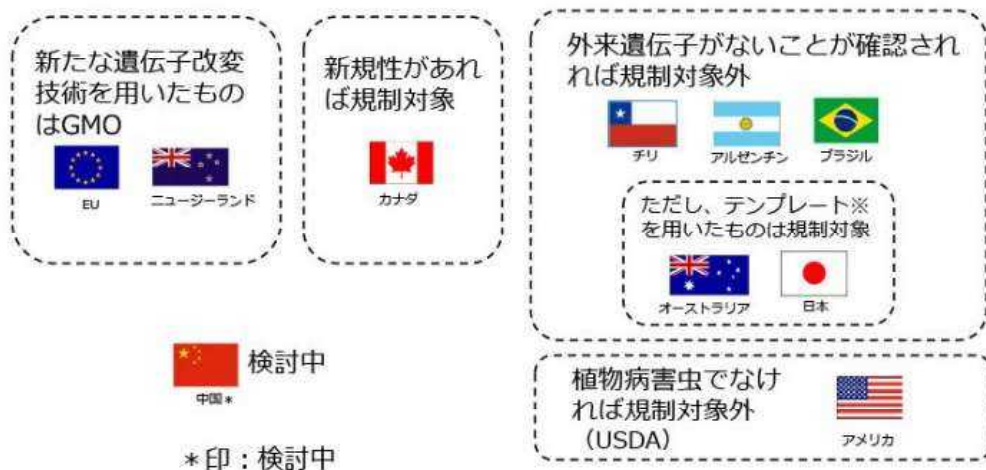 新たな遺伝子改変
技術を用いたもの
はGMO
EU
ニュージーランド
新規性があれ
ば規制対象
カナダ
外来遺伝子がないことが確認され
れば規制対象外
チリ
アルゼンチン
ブラジル
ただし、テンプレート※
を用いたものは規制対象
オーストラリア
日本
検討中
中国*
*印：検討中
植物病害虫でなけ
れば規制対象外
（USDA）
アメリカ